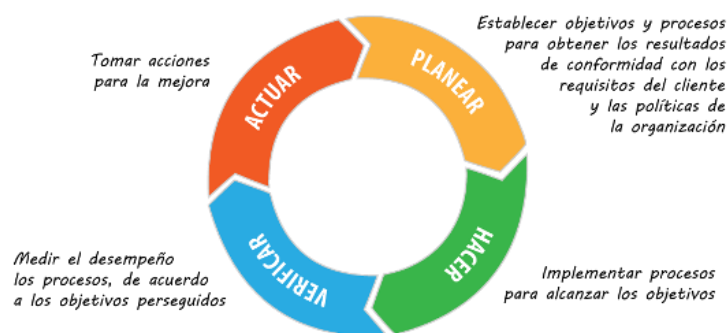 Establecer objetivos y procesos
para obtener los resultados
de conformidad con los
requisitos del cliente
y las políticas de
la organización
PLANEAR
HACER
Implementar procesos
para alcanzar los objetivos
VERIFICAR
Medir el desempeño
los procesos, de acuerdo
a los objetivos perseguidos
ACTUAR
Tomar acciones
para la mejora